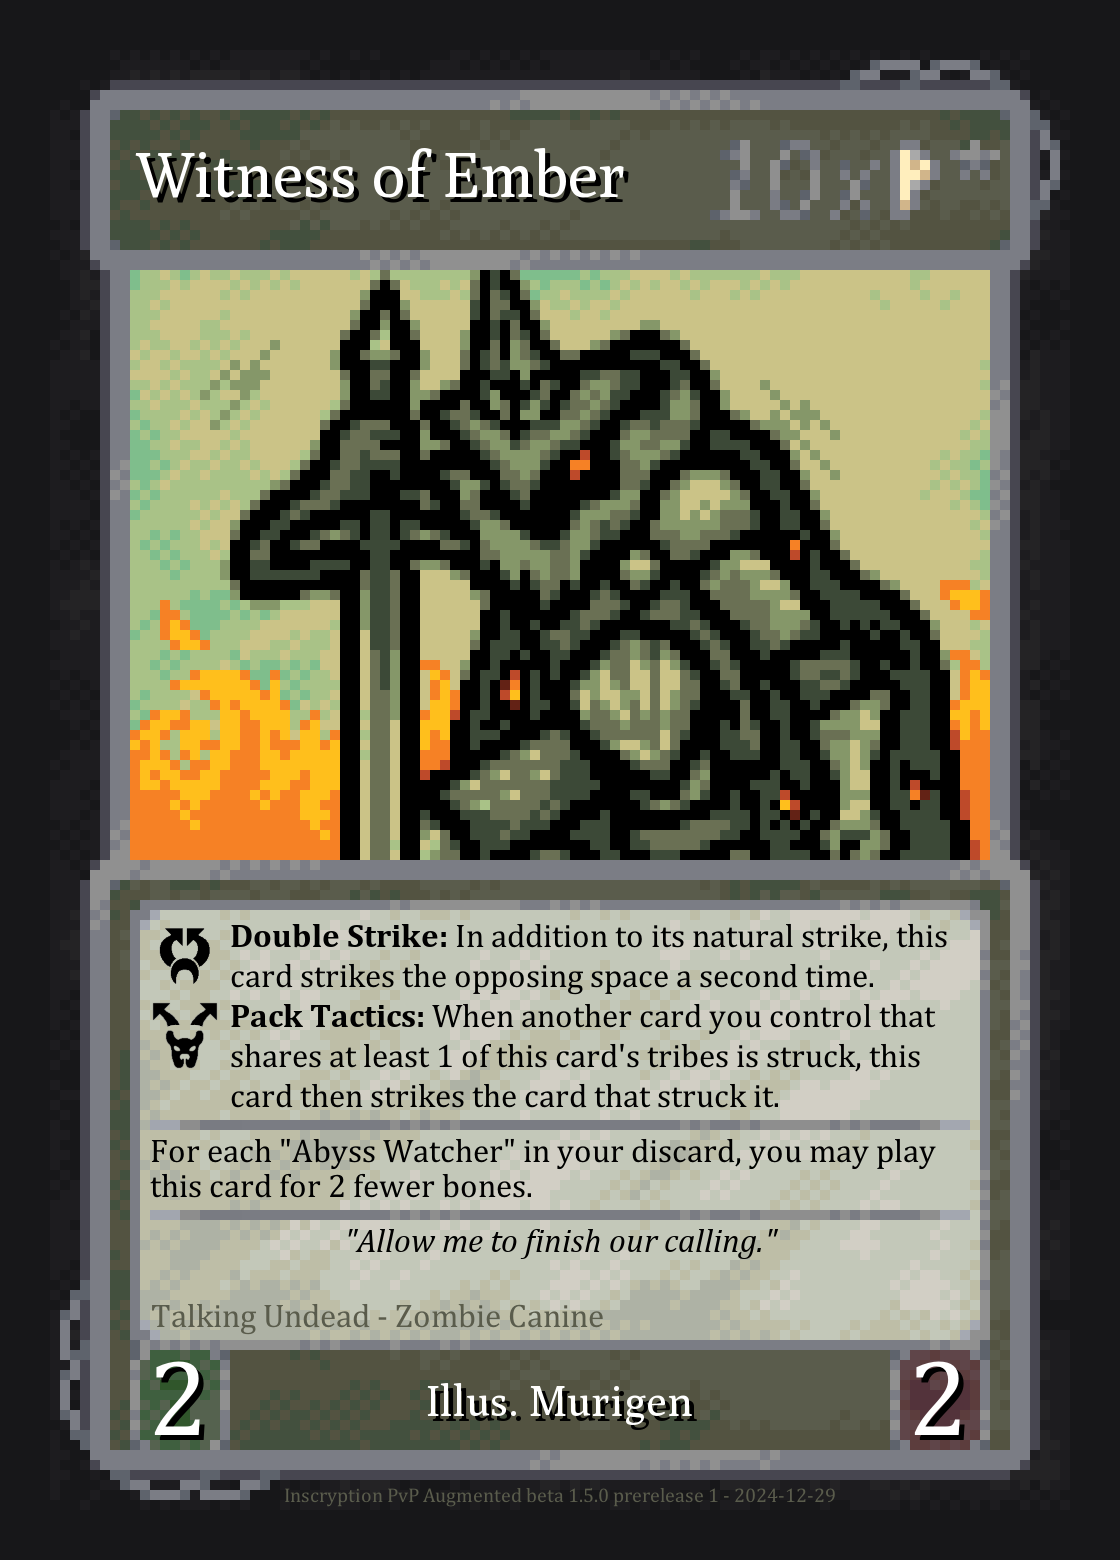 Witness of Ember 10x*
Double Strike: In addition to its natural strike, this
card strikes the opposing space a second time.
Pack Tactics: When another card you control that
shares at least 1 of this card's tribes is struck, this
card then strikes the card that struck it.
For each "Abyss Watcher" in your discard, you may play
this card for 2 fewer bones.
"Allow me to finish our calling."
Talking Undead - Zombie Canine
2 Illus. Murigen 2
Inscryption PvP Augmented beta 1.5.0 prerelease 1 - 2024-12-29